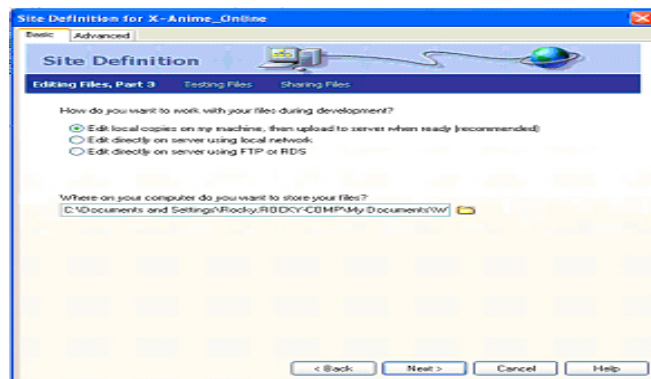 Site Definition for X-Anime_Online
Basic Advanced
Site Definition
Editing Files, Part 3 Testing Files Sharing Files
How do you want to work with your files during development?
Edit local copies on my machine, then upload to server when ready (recommended)
Edit directly on server using local network
Edit directly on server using FTP or RDS
Where on your computer do you want to store your files?
C:\Documents and Settings\Rocky.ROCKY-COMP\My Documents\W
< Back Next > Cancel Help